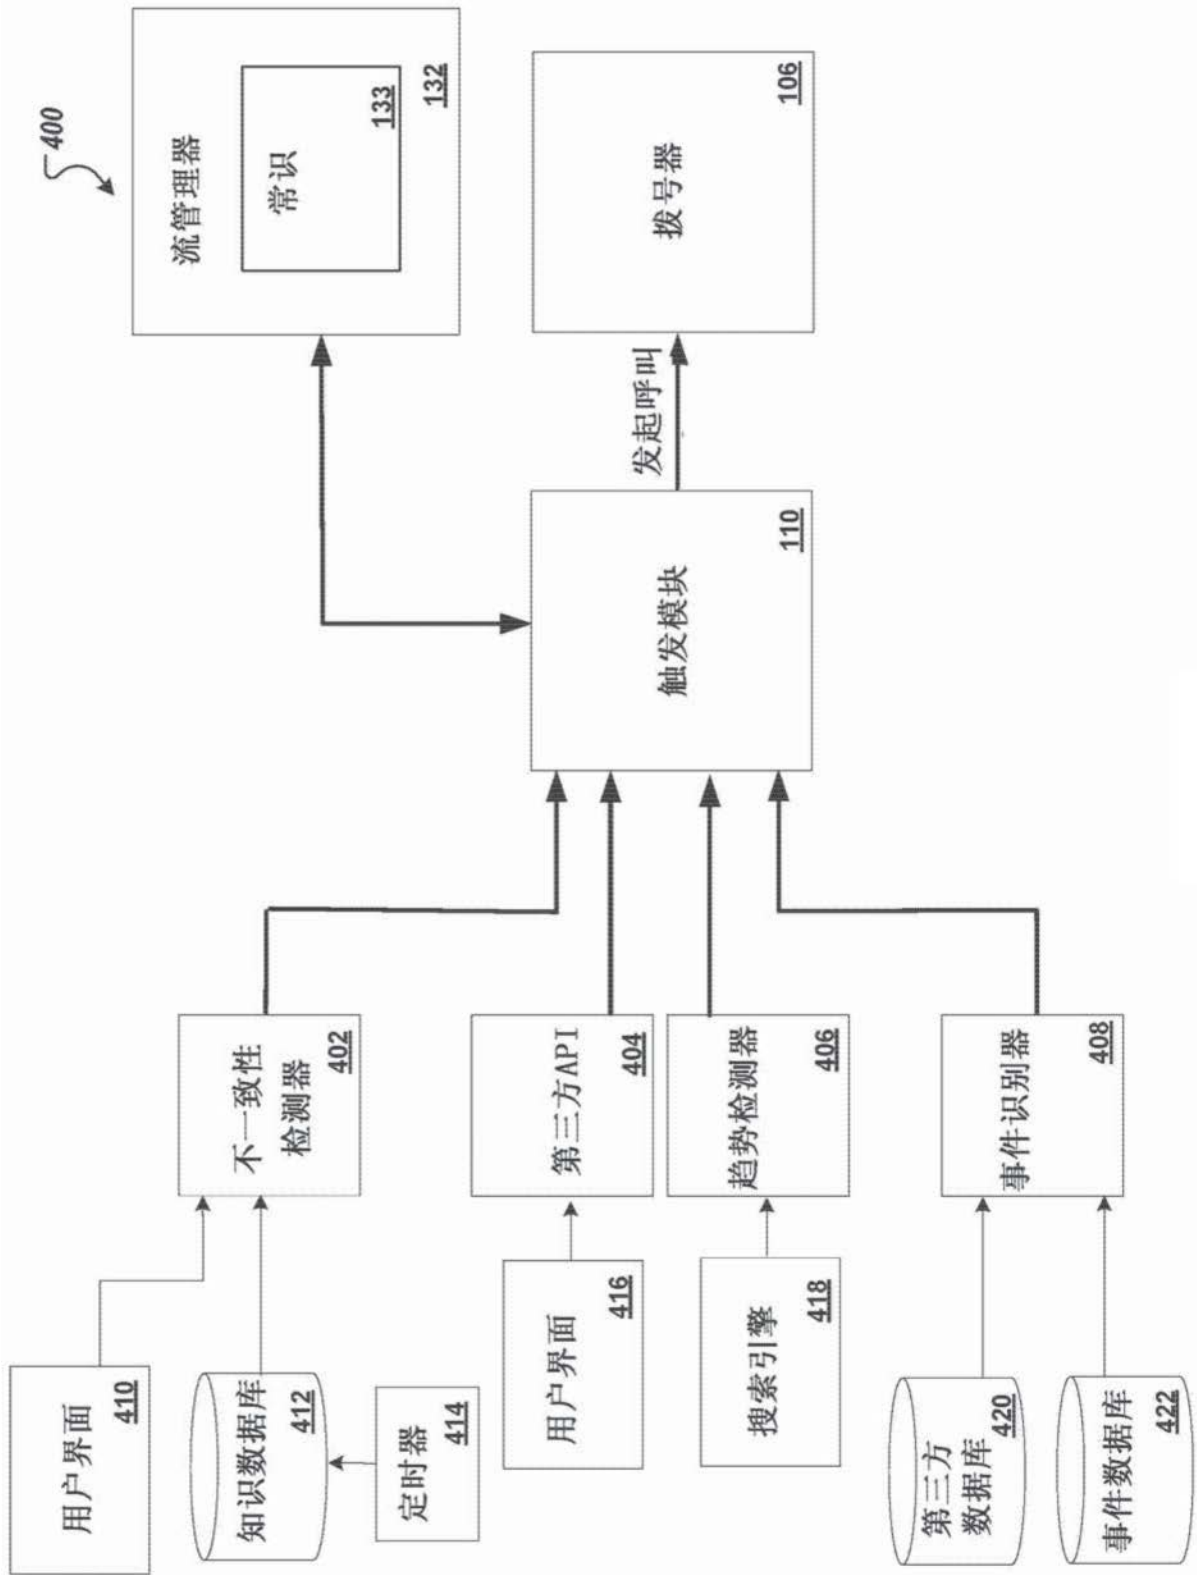 400
用户界面
410
知识数据库
412
定时器
414
不一致性
检测器
402
用户界面
416
第三方API
404
搜索引擎
418
趋势检测器
406
第三方
数据库
420
事件数据库
422
事件识别器
408
触发模块
110
发起呼叫
流管理器
常识
133
132
拨号器
106